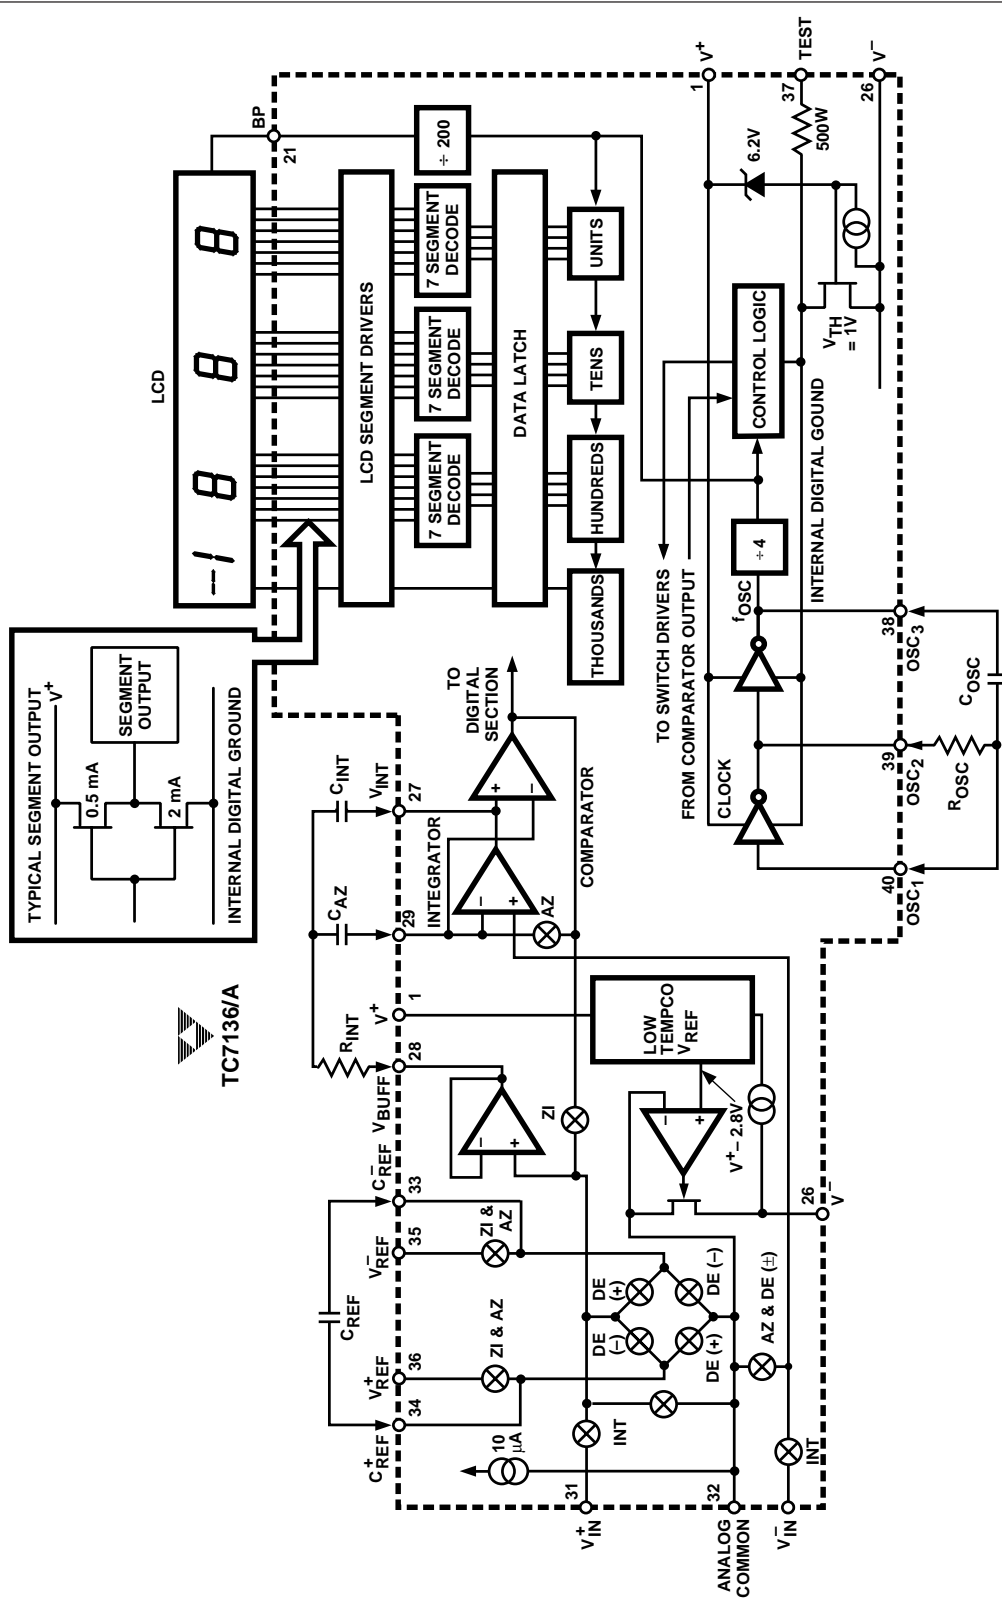 TC7136/A
TYPICAL SEGMENT OUTPUT
V+
0.5 mA
SEGMENT
OUTPUT
2 mA
INTERNAL DIGITAL GROUND
LCD
BP
21
LCD SEGMENT DRIVERS
7 SEGMENT
DECODE
7 SEGMENT
DECODE
7 SEGMENT
DECODE
÷ 200
DATA LATCH
THOUSANDS
HUNDREDS
TENS
UNITS
TO SWITCH DRIVERS
FROM COMPARATOR OUTPUT
CLOCK
fOSC
÷ 4
CONTROL LOGIC
INTERNAL DIGITAL GOUND
VTH
= 1V
6.2V
500W
1
V+
37
TEST
26
V–
40
OSC1
39
OSC2
38
OSC3
ROSC
COSC
CREF
RINT
CAZ
CINT
C+REF
34
V+REF
36
V–REF
35
C–REF
33
VBUFF
28
V+
1
29
VINT
27
INTEGRATOR
TO
DIGITAL
SECTION
–
+
–
+
+
–
COMPARATOR
AZ
ZI
ZI & AZ
ZI &
AZ
10
µA
31
V+IN
INT
DE
(–)
DE
(+)
DE (+)
DE (–)
–
+
LOW
TEMPCO
VREF
V+ – 2.8V
32
ANALOG
COMMON
AZ & DE (±)
26
V–
V–IN
INT